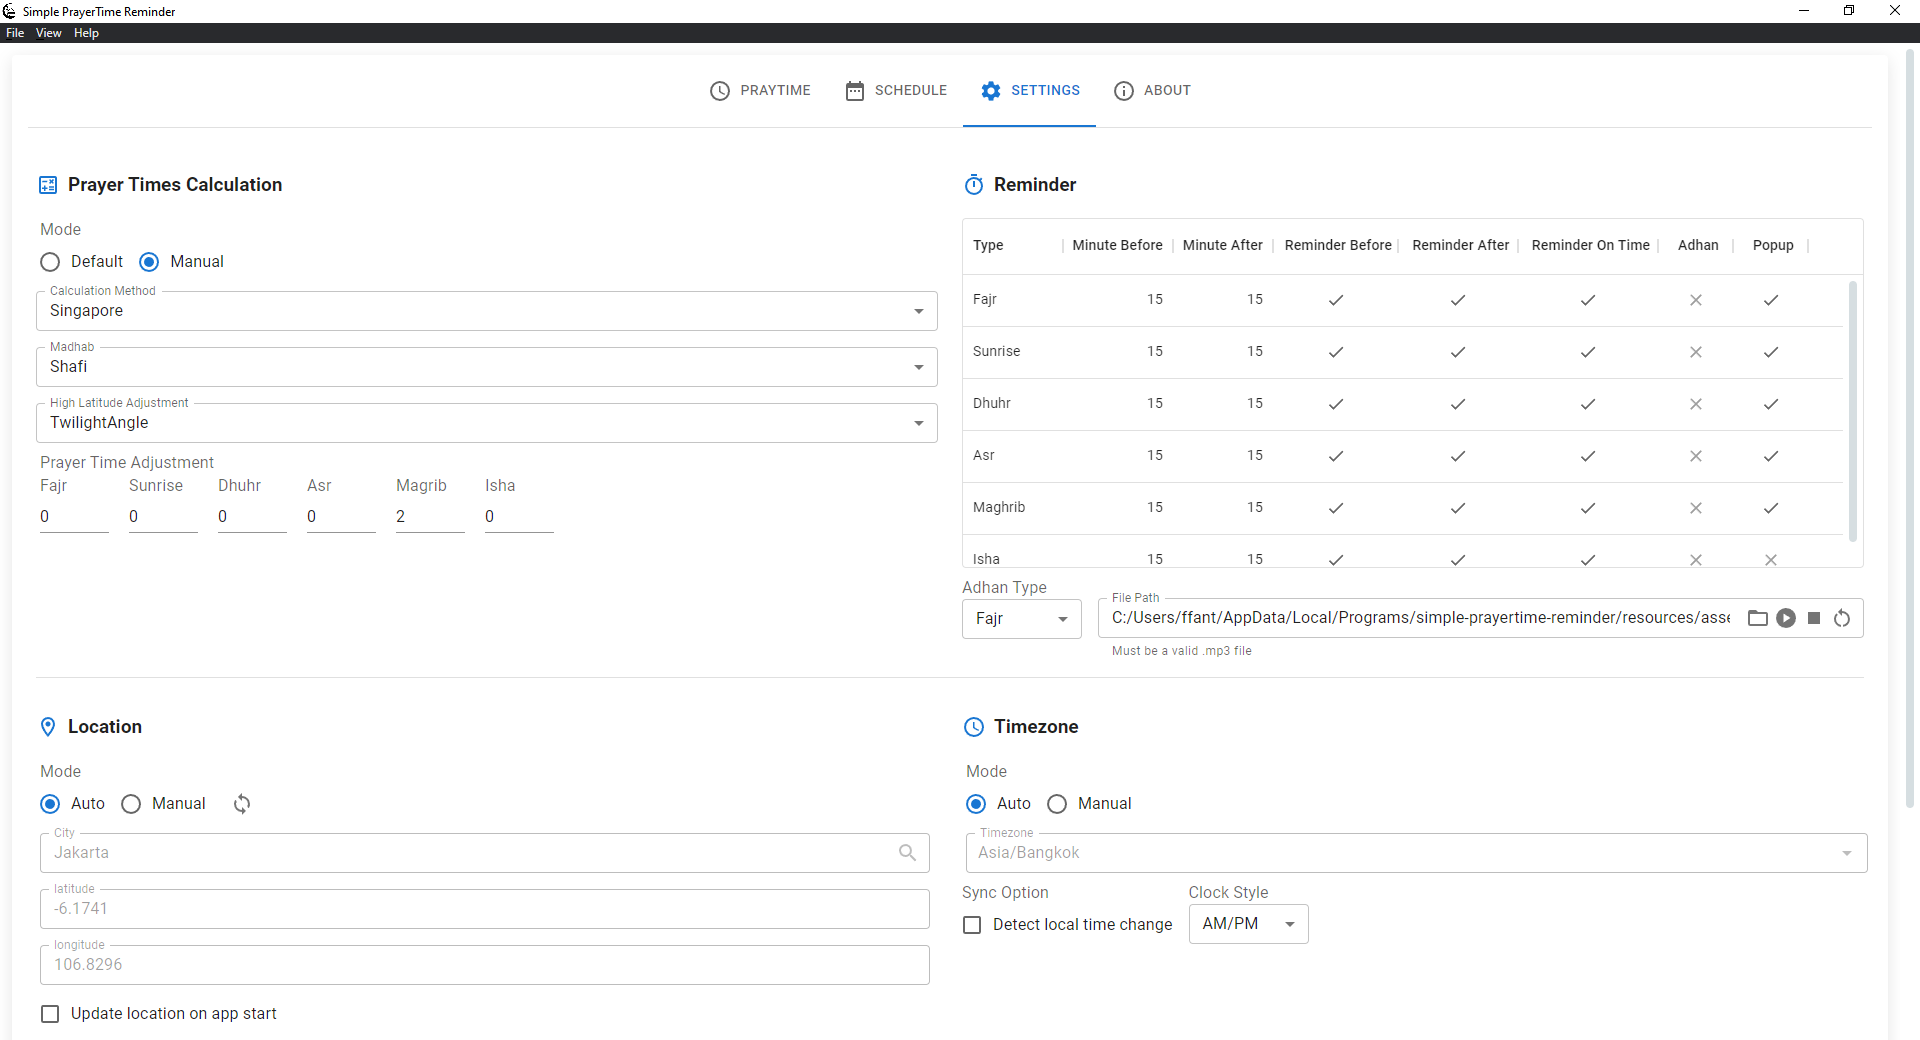 Simple PrayerTime Reminder
File View Help
PRAYTIME SCHEDULE SETTINGS ABOUT
Prayer Times Calculation
Mode
Default Manual
Calculation Method
Singapore
Madhab
Shafi
High Latitude Adjustment
TwilightAngle
Prayer Time Adjustment
Fajr Sunrise Dhuhr Asr Magrib Isha
0 0 0 0 2 0
Reminder
Type Minute Before Minute After Reminder Before Reminder After Reminder On Time Adhan Popup
Fajr 15 15
Sunrise 15 15
Dhuhr 15 15
Asr 15 15
Maghrib 15 15
Isha 15 15
Adhan Type
Fajr
File Path
C:/Users/ffant/AppData/Local/Programs/simple-prayertime-reminder/resources/asse
Must be a valid .mp3 file
Location
Mode
Auto Manual
City
Jakarta
latitude
-6.1741
longitude
106.8296
Update location on app start
Timezone
Mode
Auto Manual
Timezone
Asia/Bangkok
Sync Option
Detect local time change
Clock Style
AM/PM